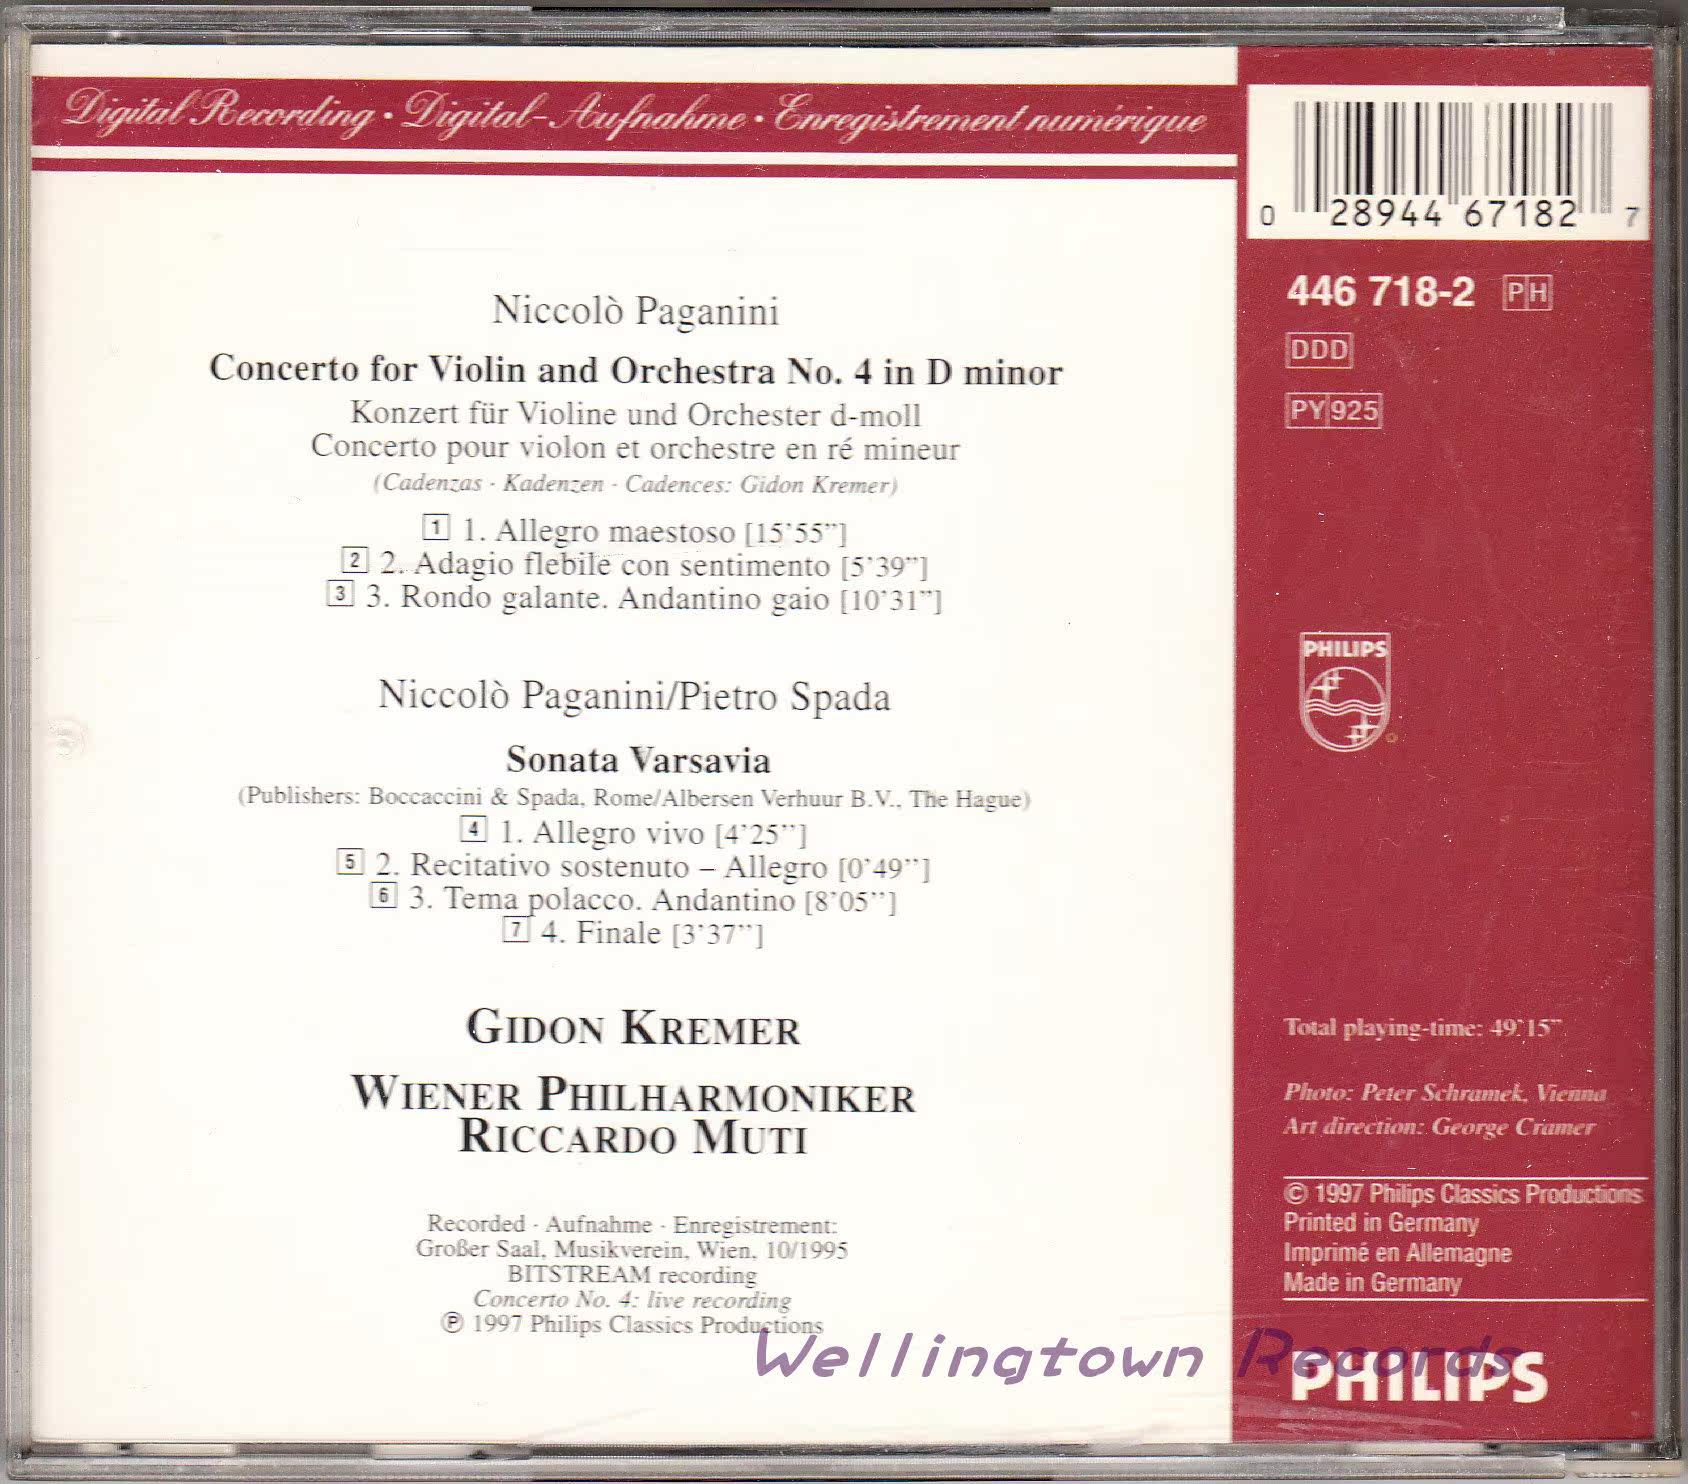 Digital Recording · Digital-Aufnahme · Enregistrement numérique
0 28944 67182 7
446 718-2 PH
DDD
PY 925
Niccolò Paganini
Concerto for Violin and Orchestra No. 4 in D minor
Konzert für Violine und Orchester d-moll
Concerto pour violon et orchestre en ré mineur
(Cadenzas · Kadenzen · Cadences: Gidon Kremer)
1 1. Allegro maestoso [15’55”]
2 2. Adagio flebile con sentimento [5’39”]
3 3. Rondo galante. Andantino gaio [10’31”]
Niccolò Paganini/Pietro Spada
Sonata Varsavia
(Publishers: Boccaccini & Spada, Rome/Albersen Verhuur B.V., The Hague)
4 1. Allegro vivo [4’25”]
5 2. Recitativo sostenuto – Allegro [0’49”]
6 3. Tema polacco. Andantino [8’05”]
7 4. Finale [3’37”]
GIDON KREMER
WIENER PHILHARMONIKER
RICCARDO MUTI
Recorded · Aufnahme · Enregistrement:
Großer Saal, Musikverein, Wien, 10/1995
BITSTREAM recording
Concerto No. 4: live recording
℗ 1997 Philips Classics Productions
PHILIPS
Total playing-time: 49’15”
Photo: Peter Schramek, Vienna
Art direction: George Cramer
© 1997 Philips Classics Productions
Printed in Germany
Imprimé en Allemagne
Made in Germany
Wellingtown Records
PHILIPS